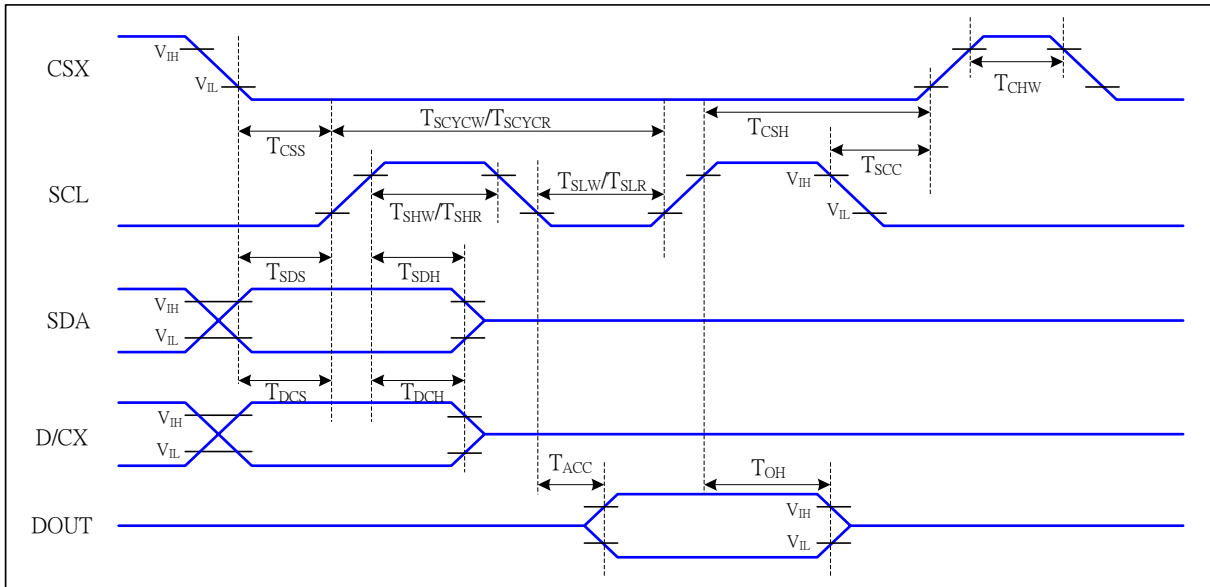 CSX
VIH
VIL
TCHW
TSCYCW/TSCYCR
TCSH
TCSS
TSCC
SCL
TSLW/TSLR
VIH
VIL
TSHW/TSHR
TSDS
TSDH
SDA
VIH
VIL
TDCS
TDCH
D/CX
VIH
VIL
TACC
TOH
DOUT
VIH
VIL